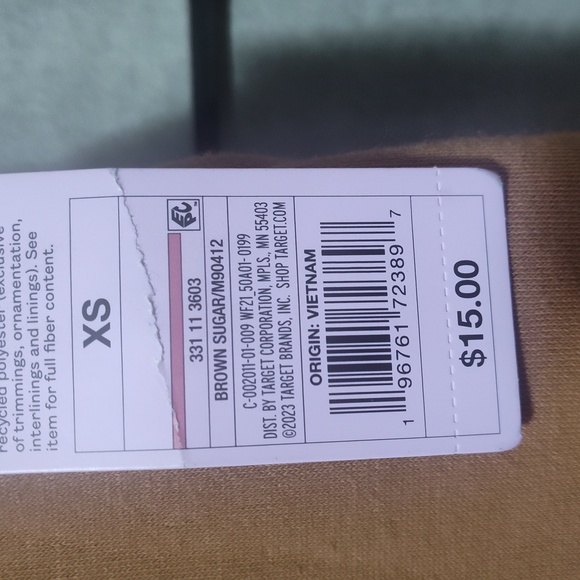 recycled polyester (exclusive
of trimmings, ornamentation,
interlinings and linings). See
item for full fiber content.
XS
EPC
331 11 3603
BROWN SUGAR/M90412
C-002011-01-009 WF21_50A01-0199
DIST. BY TARGET CORPORATION, MPLS., MN 55403
©2023 TARGET BRANDS, INC. SHOP TARGET.COM
ORIGIN: VIETNAM
1 96761 72389 7
$15.00